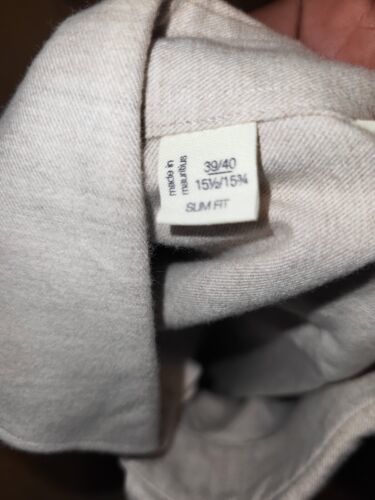 made in
mauritius
39/40
15½/15¾
SLIM FIT